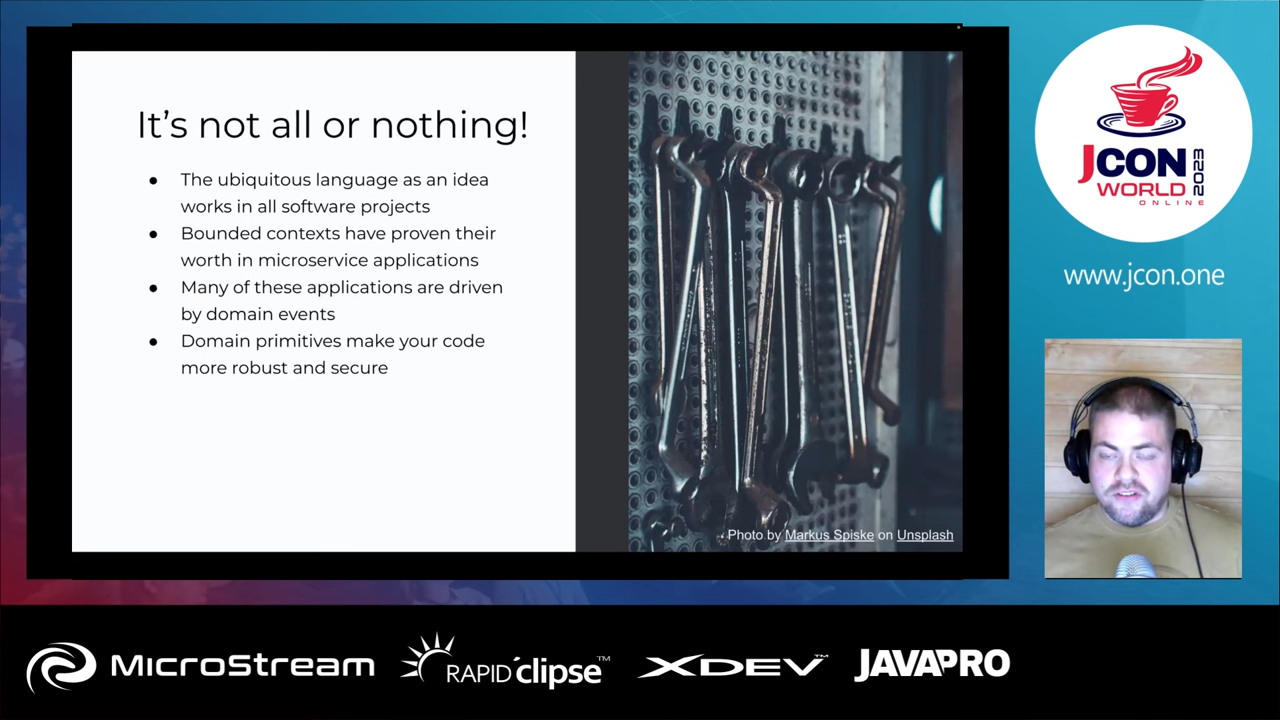 It's not all or nothing!
● The ubiquitous language as an idea
works in all software projects
● Bounded contexts have proven their
worth in microservice applications
● Many of these applications are driven
by domain events
● Domain primitives make your code
more robust and secure
Photo by Markus Spiske on Unsplash
JCON
WORLD
ONLINE
2023
www.jcon.one
MicroStream
RAPIDclipse™
XDEV™
JAVAPRO